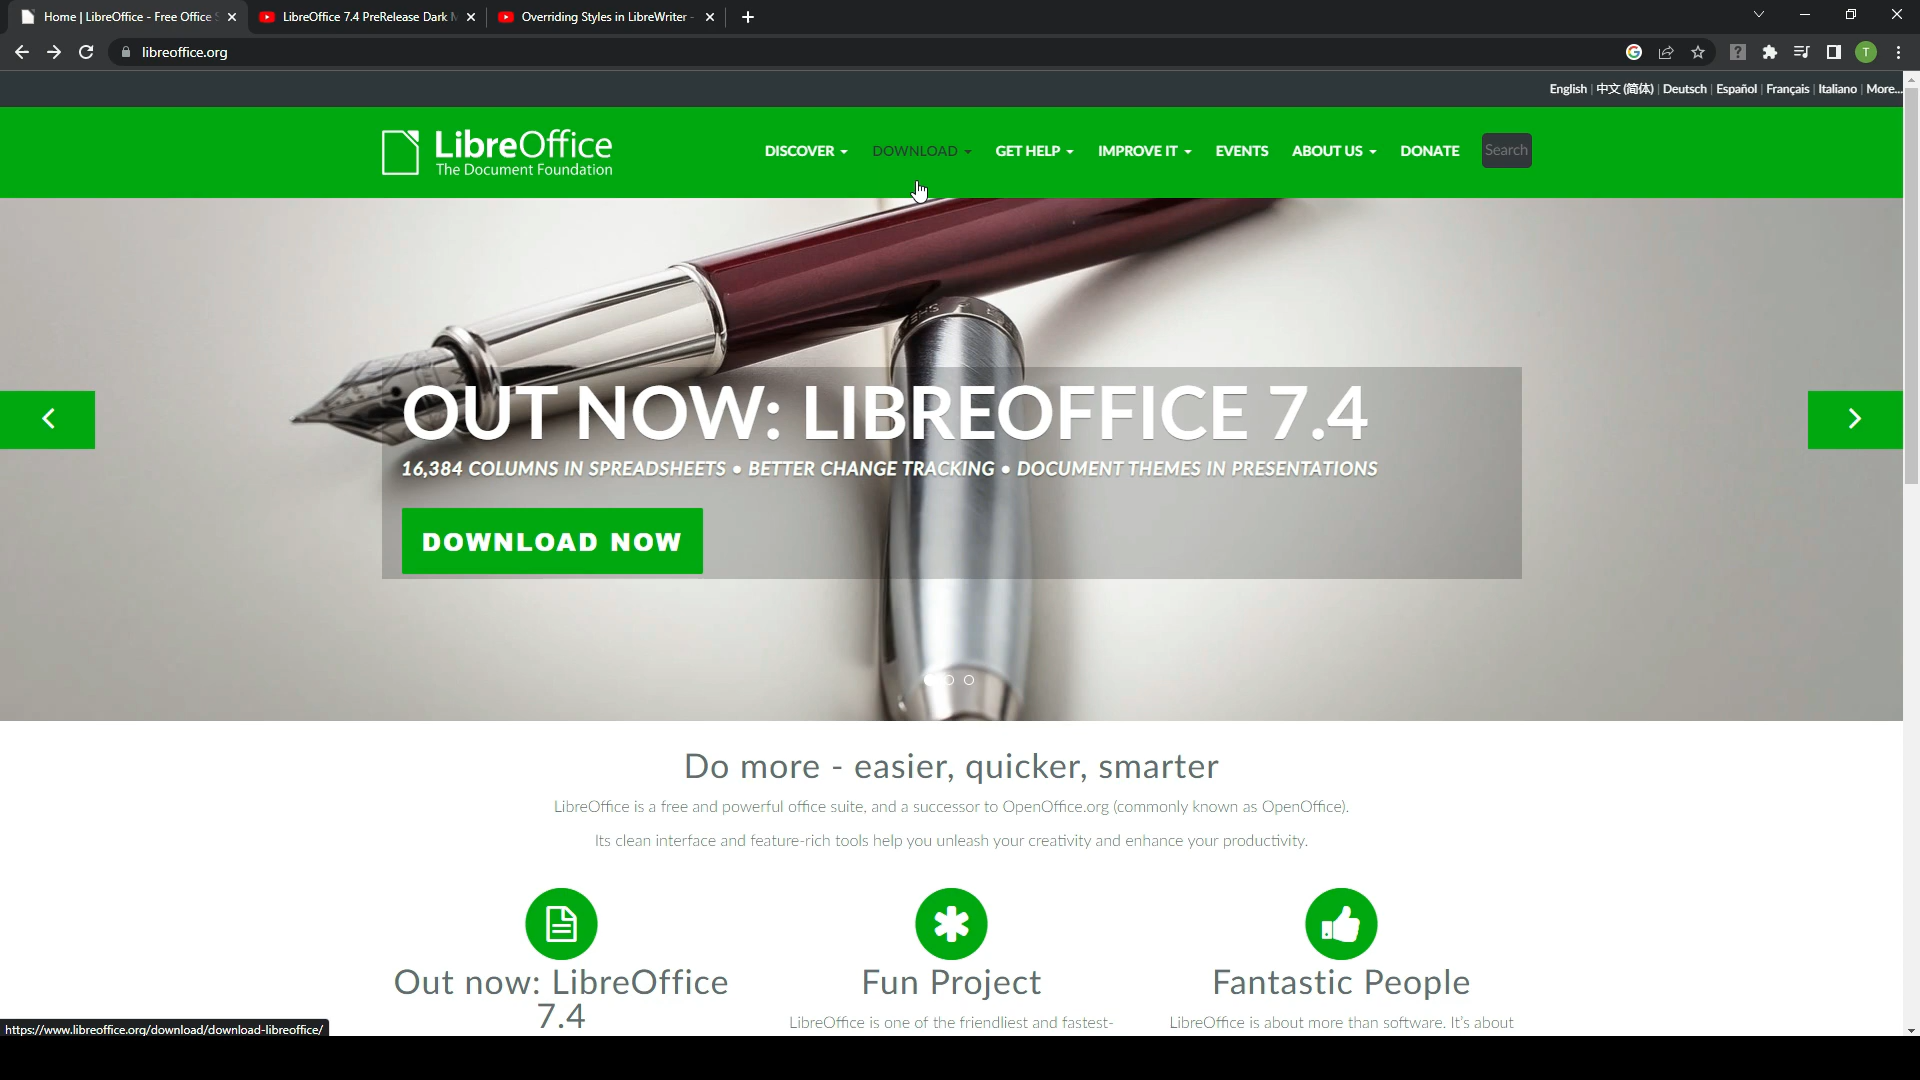 Home | LibreOffice - Free Office
LibreOffice 7.4 PreRelease Dark
Overriding Styles in LibreWriter -
libreoffice.org
T
English | 中文 (简体) | Deutsch | Español | Français | Italiano | More...
LibreOffice
The Document Foundation
DISCOVER DOWNLOAD GET HELP IMPROVE IT EVENTS ABOUT US DONATE Search
OUT NOW: LIBREOFFICE 7.4
16,384 COLUMNS IN SPREADSHEETS • BETTER CHANGE TRACKING • DOCUMENT THEMES IN PRESENTATIONS
DOWNLOAD NOW
Do more - easier, quicker, smarter
LibreOffice is a free and powerful office suite, and a successor to OpenOffice.org (commonly known as OpenOffice).
Its clean interface and feature-rich tools help you unleash your creativity and enhance your productivity.
Out now: LibreOffice
7.4
Fun Project
LibreOffice is one of the friendliest and fastest-
Fantastic People
LibreOffice is about more than software. It's about
https://www.libreoffice.org/download/download-libreoffice/